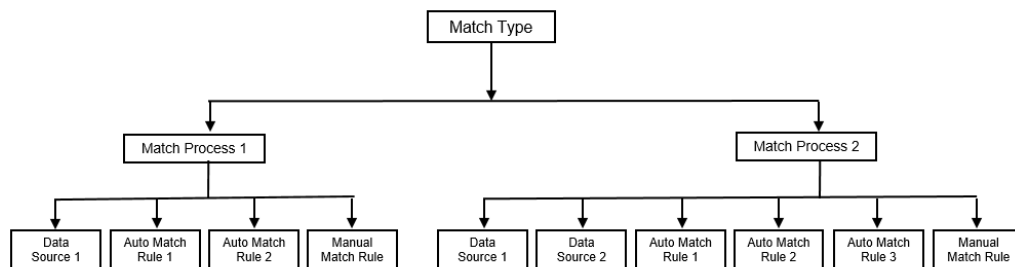 Match Type
Match Process 1
Match Process 2
Data
Source 1
Auto Match
Rule 1
Auto Match
Rule 2
Manual
Match Rule
Data
Source 1
Data
Source 2
Auto Match
Rule 1
Auto Match
Rule 2
Auto Match
Rule 3
Manual
Match Rule